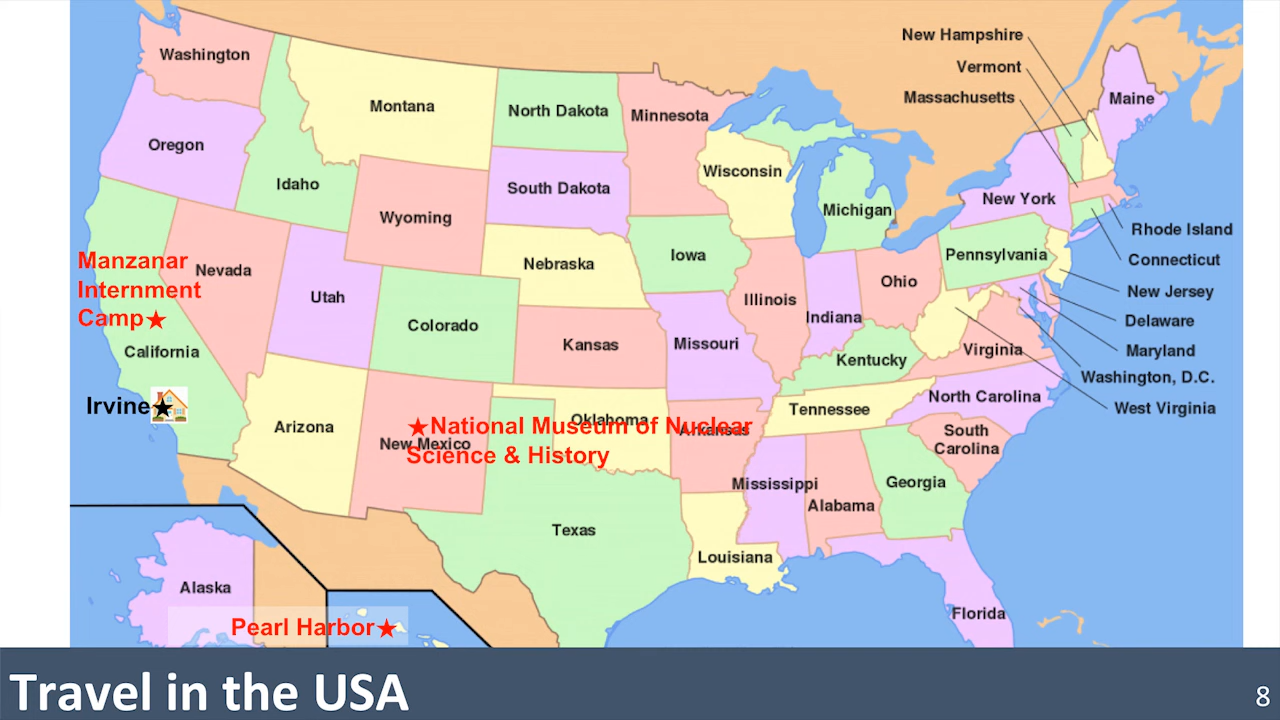 New Hampshire
Washington
Vermont
Massachusetts
Maine
Montana
North Dakota
Minnesota
Oregon
Wisconsin
Idaho
South Dakota
New York
Michigan
Wyoming
Rhode Island
Manzanar
Internment
Camp★
Nevada
Nebraska
Iowa
Pennsylvania
Connecticut
Utah
Ohio
New Jersey
Illinois
Indiana
Colorado
Delaware
Kansas
Missouri
Virginia
Maryland
California
Kentucky
Washington, D.C.
Irvine★
North Carolina
West Virginia
Tennessee
Arizona
Oklahoma
★National Museum of Nuclear
Science & History
Arkansas
New Mexico
South
Carolina
Mississippi
Georgia
Alabama
Texas
Louisiana
Alaska
Florida
Pearl Harbor★
Travel in the USA
8